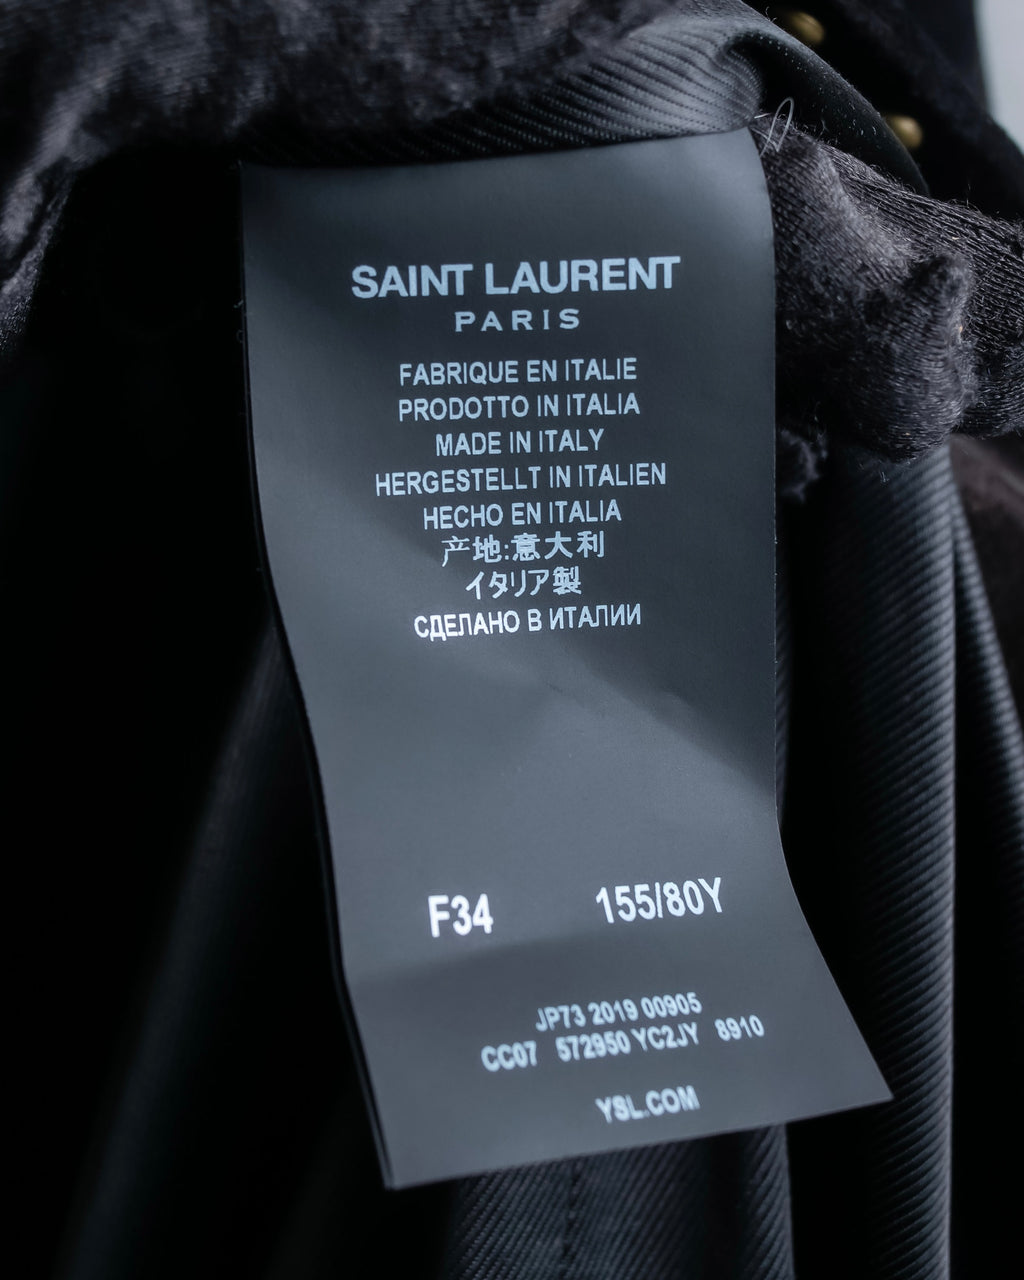 SAINT LAURENT
PARIS
FABRIQUE EN ITALIE
PRODOTTO IN ITALIA
MADE IN ITALY
HERGESTELLT IN ITALIEN
HECHO EN ITALIA
产地:意大利
イタリア製
СДЕЛАНО В ИТАЛИИ
F34 155/80Y
JP73 2019 00905
CC07 572950 YC2JY 8910
YSL.COM